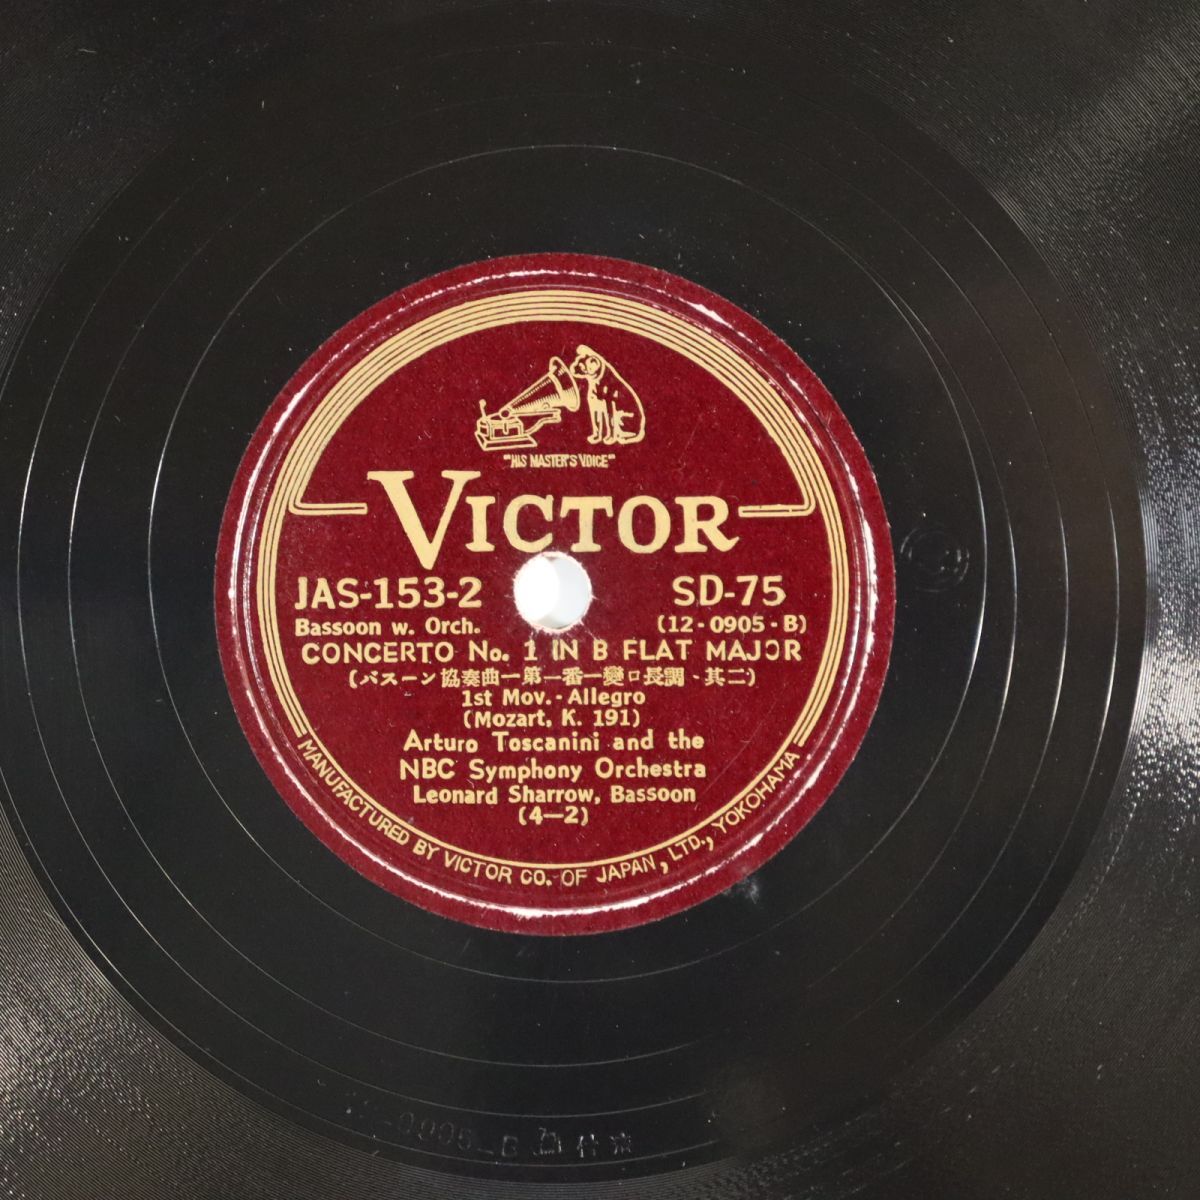 "HIS MASTER'S VOICE"
VICTOR
JAS-153-2 SD-75
Bassoon w. Orch. (12-0905-B)
CONCERTO No. 1 IN B FLAT MAJOR
(バスーン協奏曲ー第一番ー變ロ長調・其二)
1st Mov.-Allegro
(Mozart, K. 191)
Arturo Toscanini and the
NBC Symphony Orchestra
Leonard Sharrow, Bassoon
(4—2)
MANUFACTURED BY VICTOR CO. OF JAPAN, LTD., YOKOHAMA